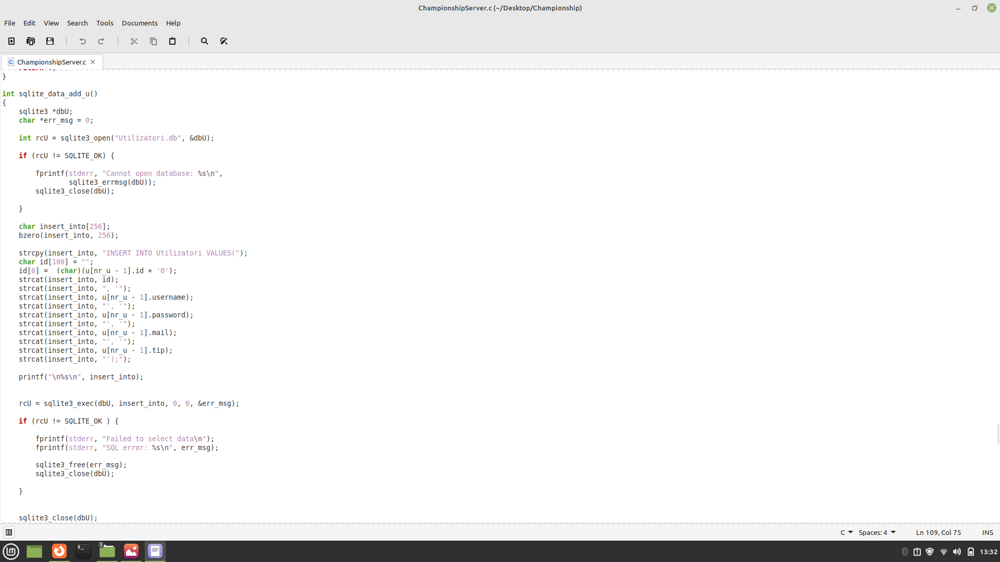 ChampionshipServer.c (~/Desktop/Championship)
File Edit View Search Tools Documents Help
ChampionshipServer.c
}
int sqlite_data_add_u()
{
    sqlite3 *dbU;
    char *err_msg = 0;
    int rcU = sqlite3_open("Utilizatori.db", &dbU);
    if (rcU != SQLITE_OK) {
        fprintf(stderr, "Cannot open database: %s\n",
                sqlite3_errmsg(dbU));
        sqlite3_close(dbU);
    }
    char insert_into[256];
    bzero(insert_into, 256);
    strcpy(insert_into, "INSERT INTO Utilizatori VALUES(");
    char id[100] = "";
    id[0] =  (char)(u[nr_u - 1].id + '0');
    strcat(insert_into, id);
    strcat(insert_into, ", '");
    strcat(insert_into, u[nr_u - 1].username);
    strcat(insert_into, "', '");
    strcat(insert_into, u[nr_u - 1].password);
    strcat(insert_into, "', '");
    strcat(insert_into, u[nr_u - 1].mail);
    strcat(insert_into, "', '");
    strcat(insert_into, u[nr_u - 1].tip);
    strcat(insert_into, "');");
    printf("\n%s\n", insert_into);
    rcU = sqlite3_exec(dbU, insert_into, 0, 0, &err_msg);
    if (rcU != SQLITE_OK ) {
        fprintf(stderr, "Failed to select data\n");
        fprintf(stderr, "SQL error: %s\n", err_msg);
        sqlite3_free(err_msg);
        sqlite3_close(dbU);
    }
    sqlite3_close(dbU);
C Spaces: 4 Ln 109, Col 75 INS
3
13:32